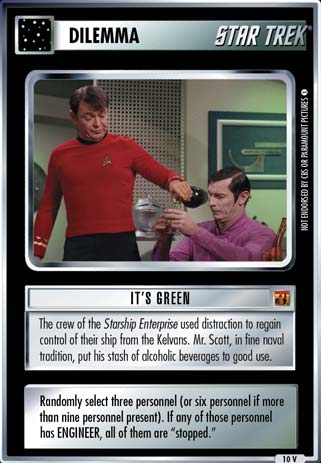 DILEMMA
STAR TREK
NOT ENDORSED BY CBS OR PARAMOUNT PICTURES
IT'S GREEN
The crew of the Starship Enterprise used distraction to regain
control of their ship from the Kelvans. Mr. Scott, in fine naval
tradition, put his stash of alcoholic beverages to good use.
Randomly select three personnel (or six personnel if more
than nine personnel present). If any of those personnel
has ENGINEER, all of them are "stopped."
10 V